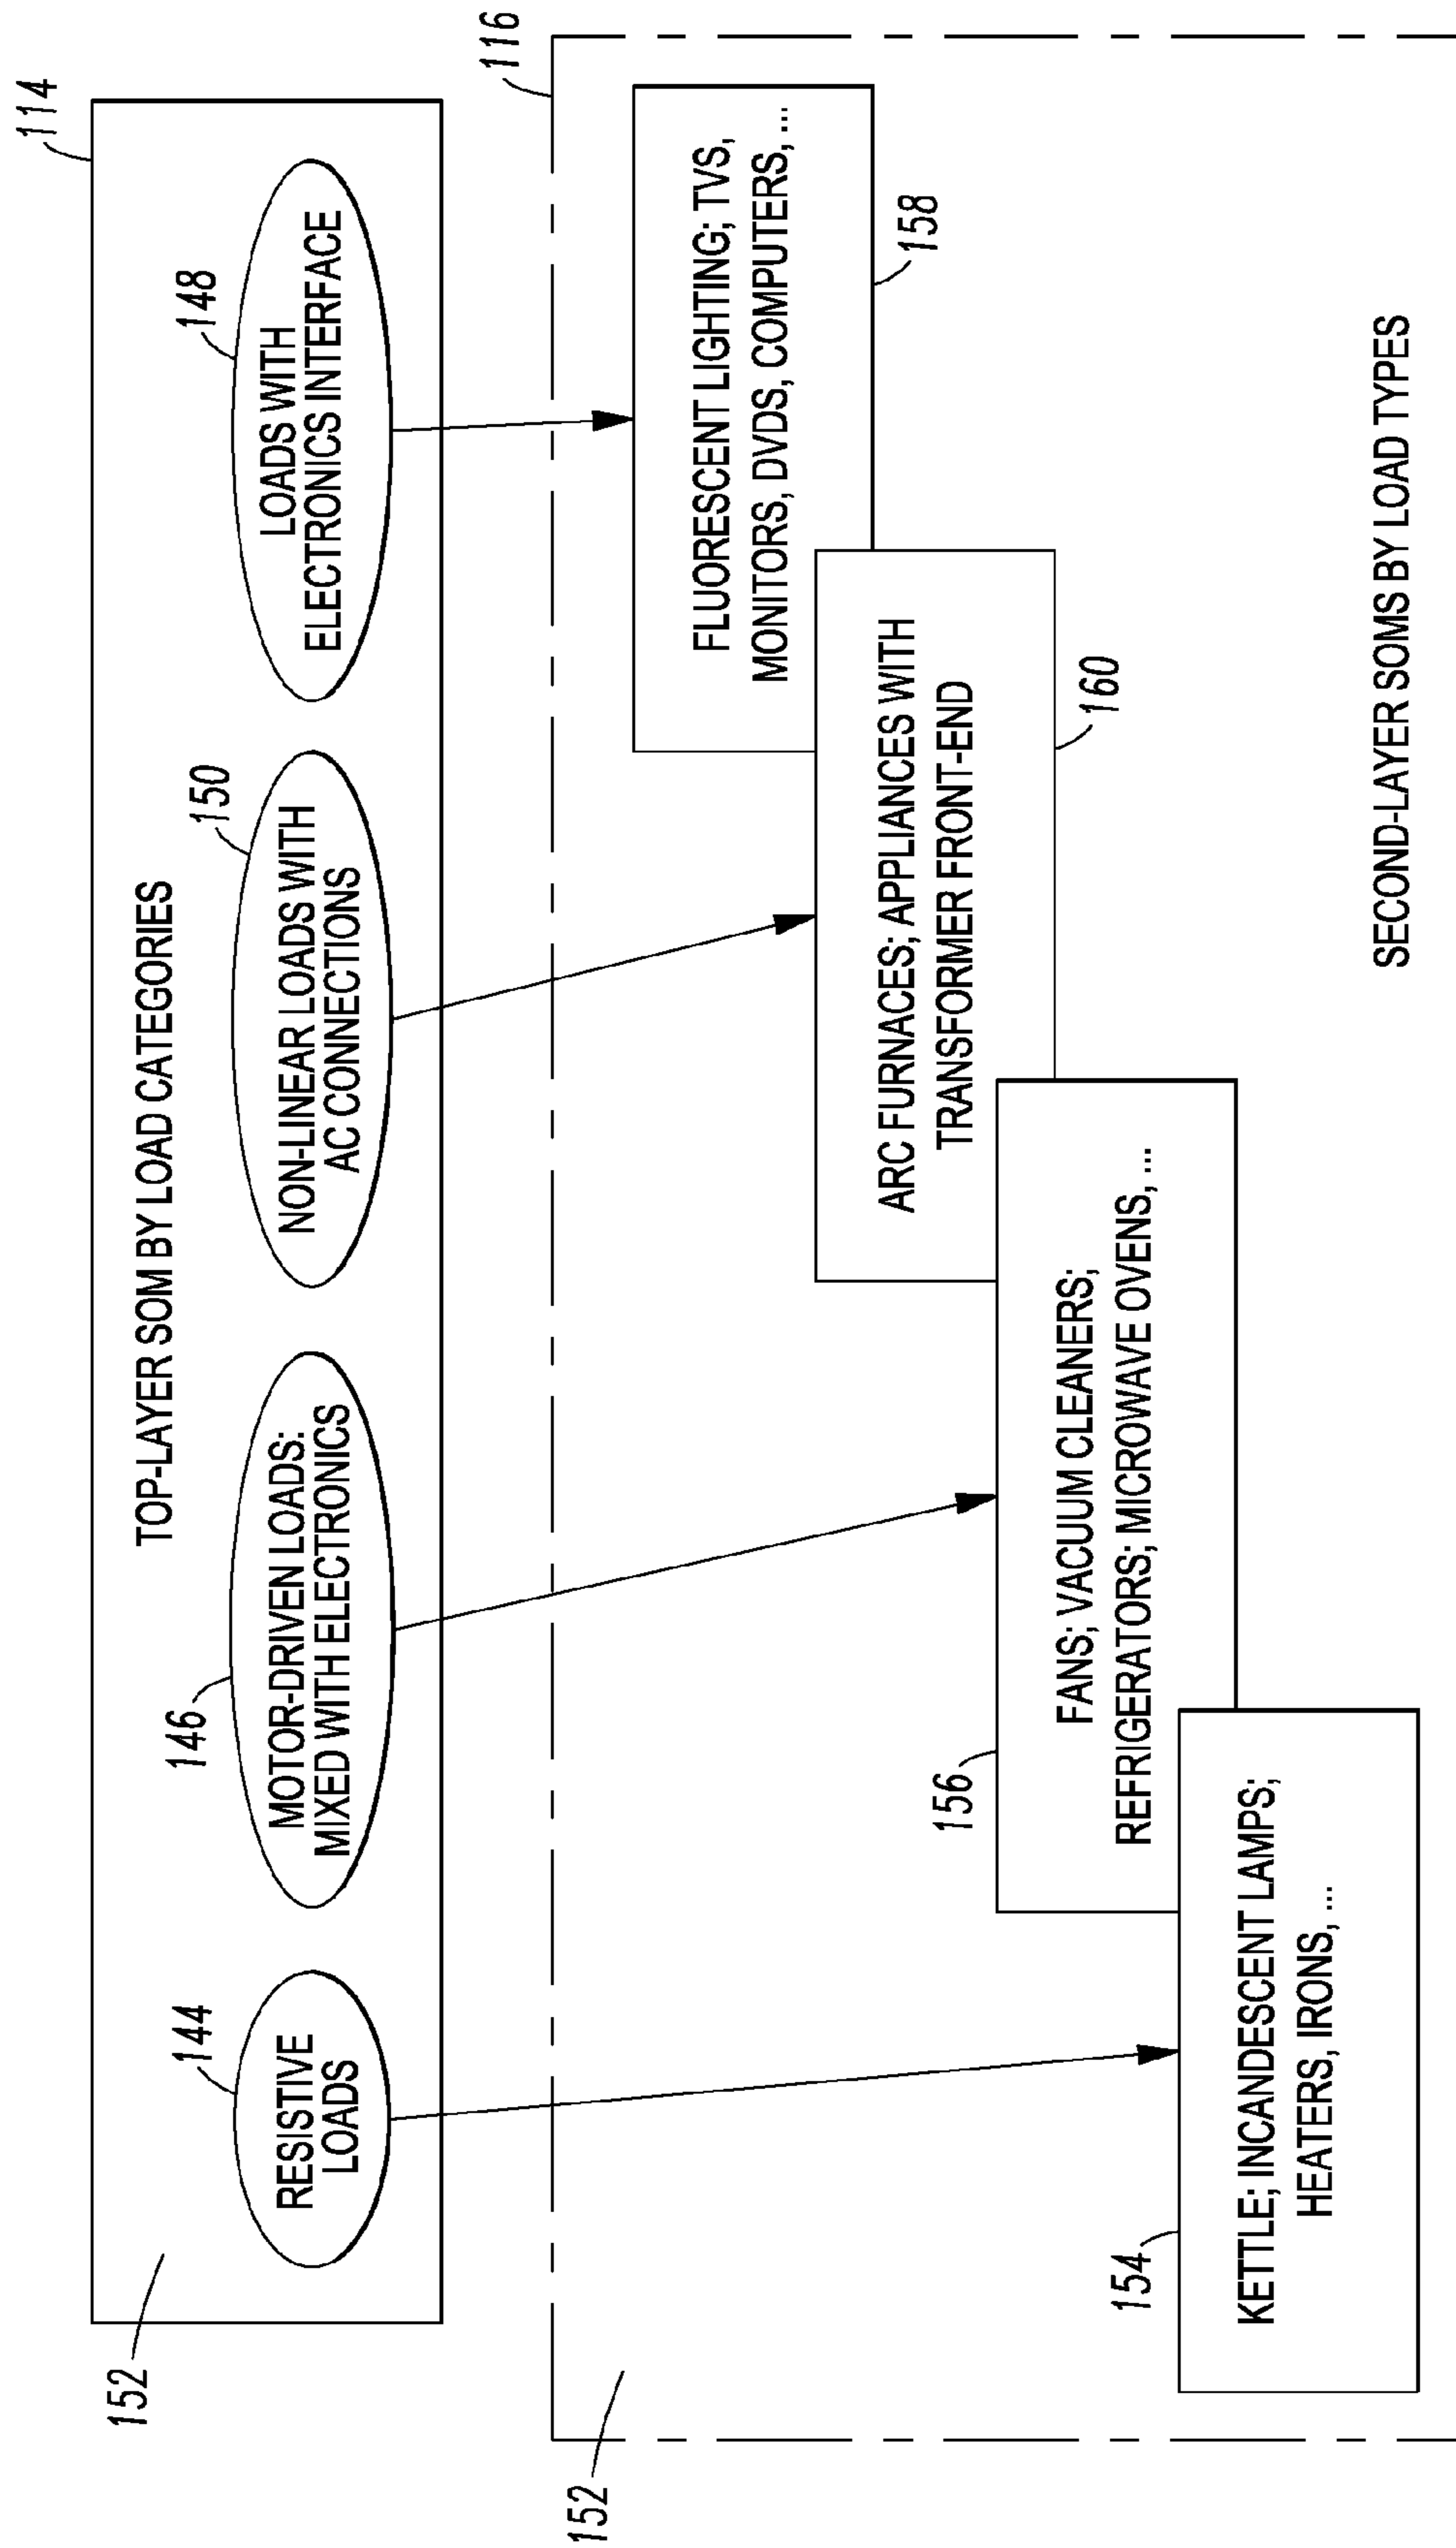 114
TOP-LAYER SOM BY LOAD CATEGORIES
152
144
RESISTIVE
LOADS
146
MOTOR-DRIVEN LOADS:
MIXED WITH ELECTRONICS
150
NON-LINEAR LOADS WITH
AC CONNECTIONS
148
LOADS WITH
ELECTRONICS INTERFACE
116
152
FLUORESCENT LIGHTING; TVS,
MONITORS, DVDS, COMPUTERS, ...
158
ARC FURNACES; APPLIANCES WITH
TRANSFORMER FRONT-END
160
156
FANS; VACUUM CLEANERS;
REFRIGERATORS; MICROWAVE OVENS, ...
154
KETTLE; INCANDESCENT LAMPS;
HEATERS, IRONS, ...
SECOND-LAYER SOMS BY LOAD TYPES